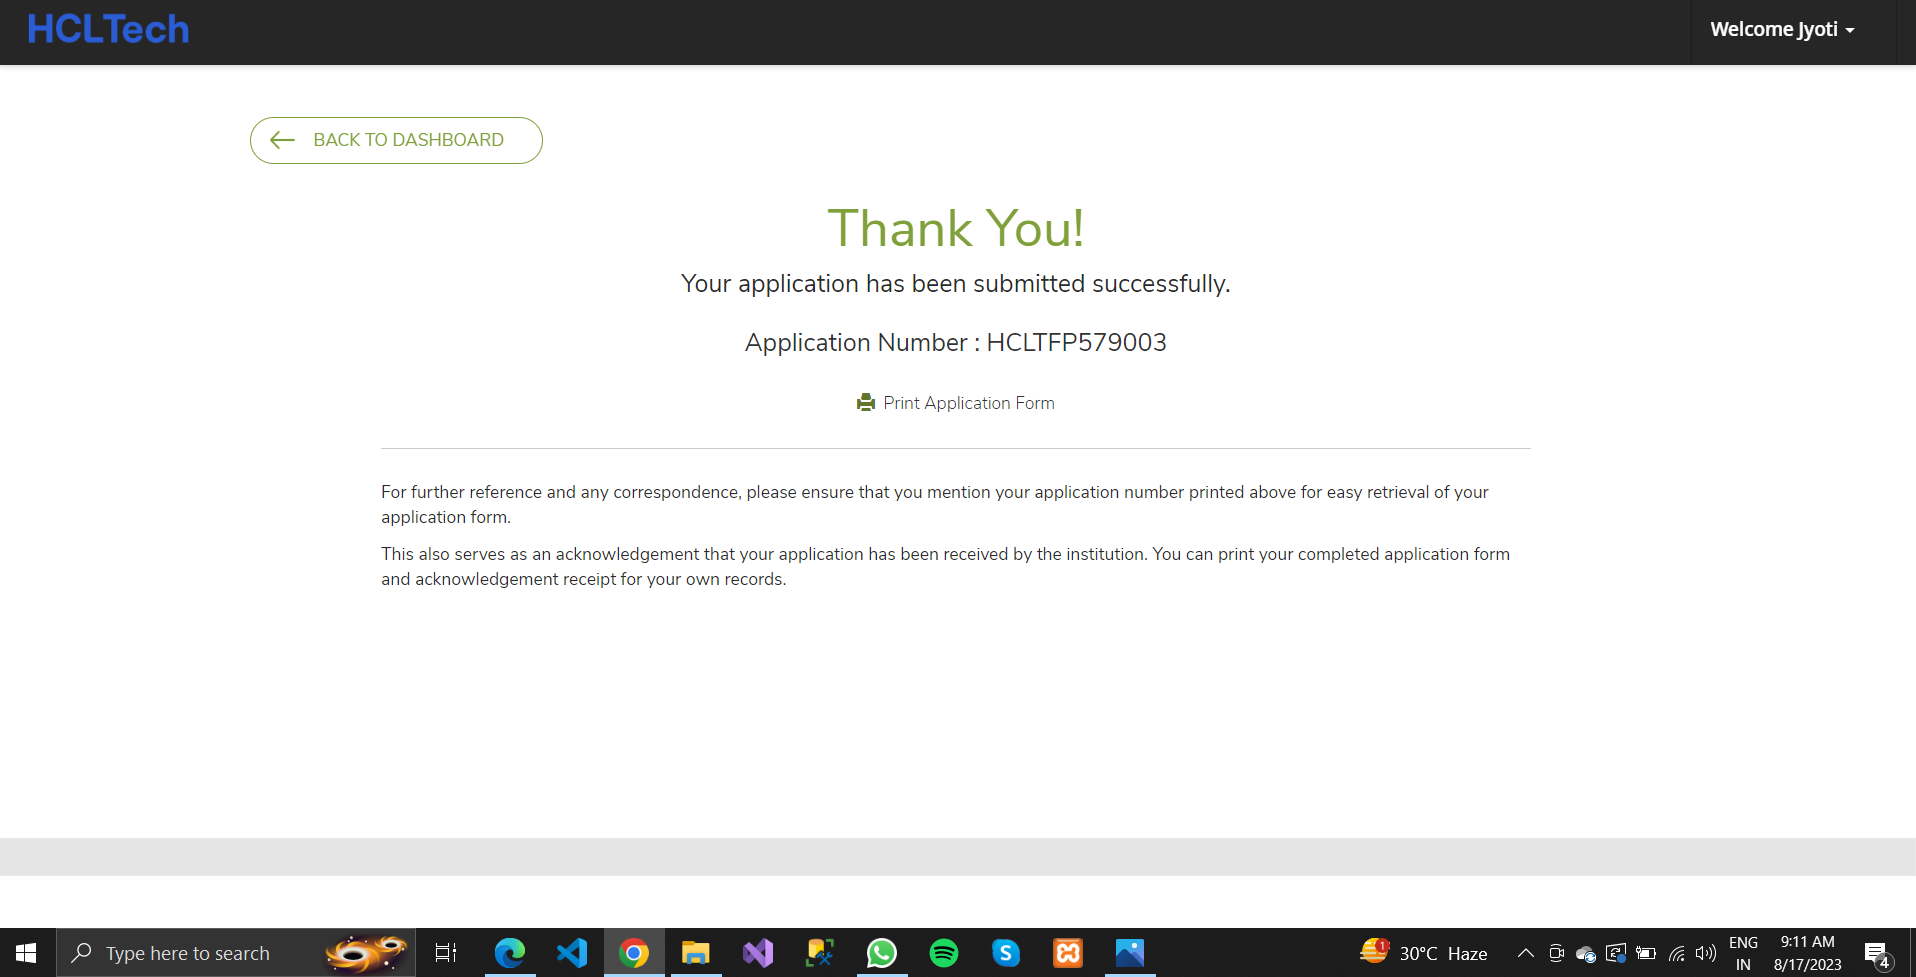 HCLTech
Welcome Jyoti
BACK TO DASHBOARD
Thank You!
Your application has been submitted successfully.
Application Number : HCLTFP579003
Print Application Form
For further reference and any correspondence, please ensure that you mention your application number printed above for easy retrieval of your
application form.
This also serves as an acknowledgement that your application has been received by the institution. You can print your completed application form
and acknowledgement receipt for your own records.
Type here to search
1
30°C Haze
ENG
IN
9:11 AM
8/17/2023
4